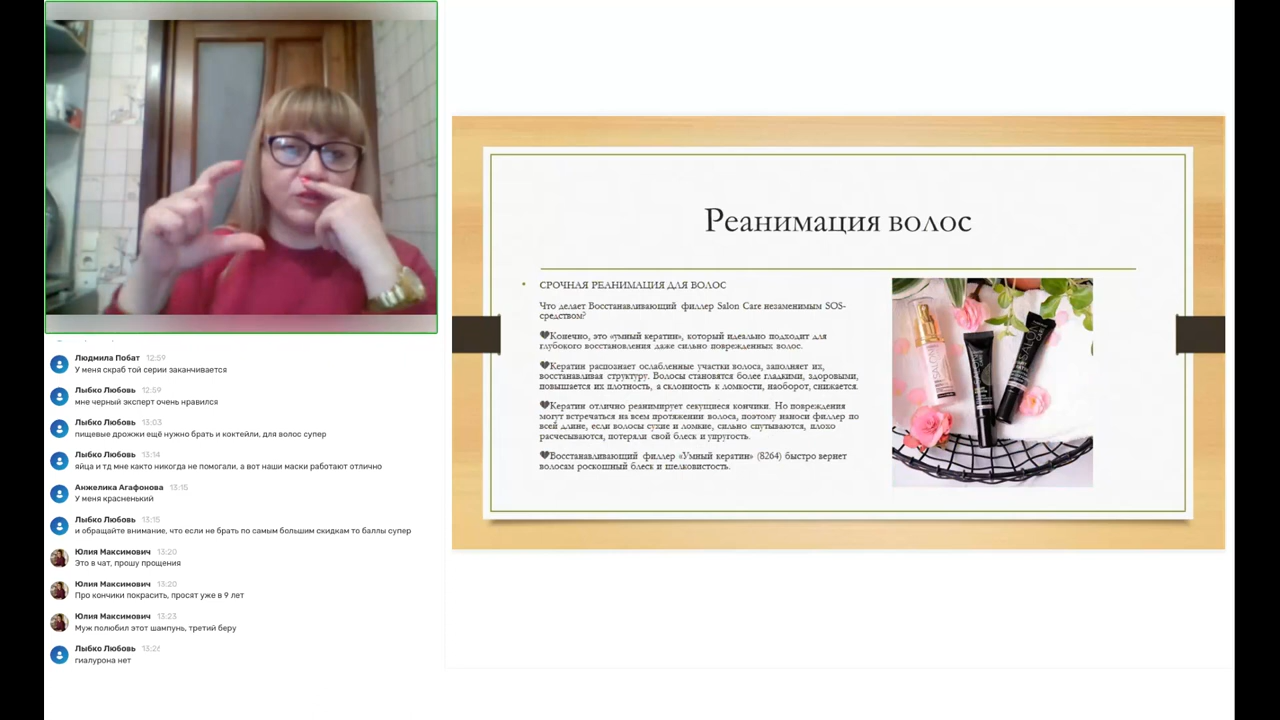 Людмила Побат 12:59
У меня скраб той серии заканчивается
Лыбко Любовь 12:59
мне черный эксперт очень нравился
Лыбко Любовь 13:03
пищевые дрожжи ещё нужно брать и коктейли, для волос супер
Лыбко Любовь 13:14
яйца и тд мне както никогда не помогали, а вот наши маски работают отлично
Анжелика Агафонова 13:15
У меня красненький
Лыбко Любовь 13:15
и обращайте внимание, что если не брать по самым большим скидкам то баллы супер
Юлия Максимович 13:20
Это в чат, прошу прощения
Юлия Максимович 13:20
Про кончики покрасить, просят уже в 9 лет
Юлия Максимович 13:23
Муж полюбил этот шампунь, третий беру
Лыбко Любовь 13:26
гиалурона нет
Реанимация волос
СРОЧНАЯ РЕАНИМАЦИЯ ДЛЯ ВОЛОС
Что делает Восстанавливающий филлер Salon Care незаменимым SOS-
средством?
🖤Конечно, это «умный кератин», который идеально подходит для
глубокого восстановления даже сильно поврежденных волос.
🖤Кератин распознает ослабленные участки волоса, заполняет их,
восстанавливая структуру. Волосы становятся более гладкими, здоровыми,
повышается их плотность, а склонность к ломкости, наоборот, снижается.
🖤Кератин отлично реанимирует секущиеся кончики. Но повреждения
могут встречаться на всем протяжении волоса, поэтому наноси филлер по
всей длине, если волосы сухие и ломкие, сильно спутываются, плохо
расчесываются, потеряли свой блеск и упругость.
🖤Восстанавливающий филлер «Умный кератин» (8264) быстро вернет
волосам роскошный блеск и шелковистость.